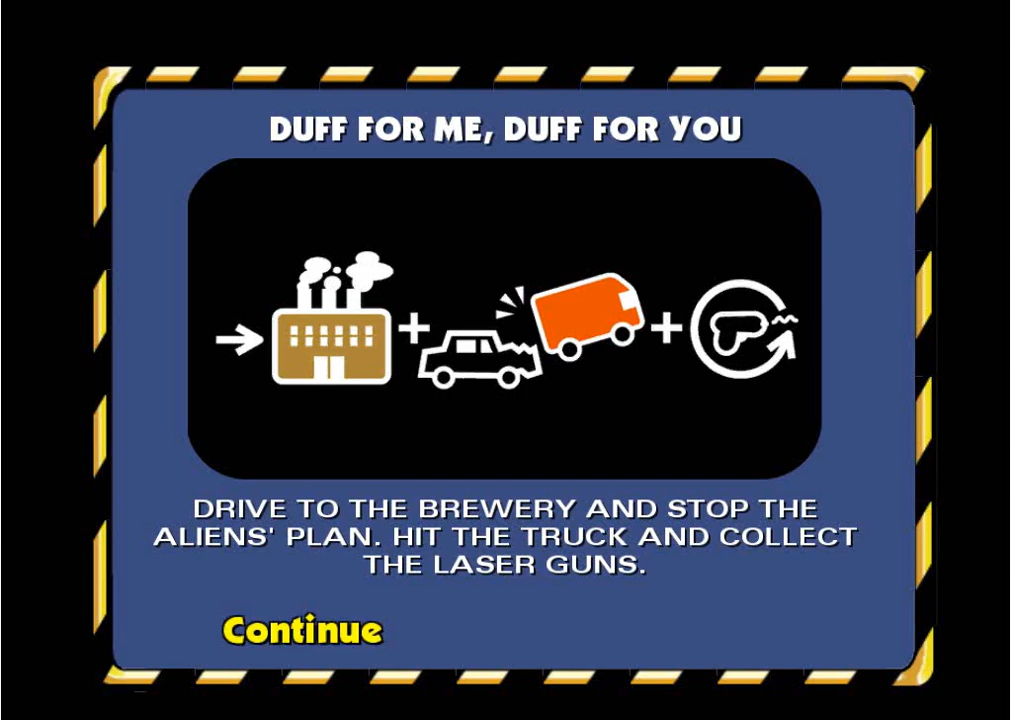 DUFF FOR ME, DUFF FOR YOU
DRIVE TO THE BREWERY AND STOP THE
ALIENS' PLAN. HIT THE TRUCK AND COLLECT
THE LASER GUNS.
Continue